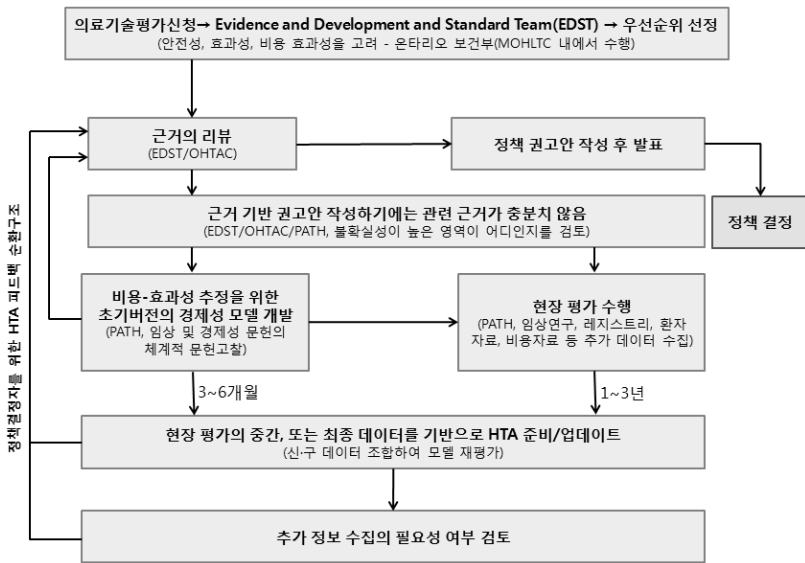 의료기술평가신청→ Evidence and Development and Standard Team(EDST) → 우선순위 선정
(안전성, 효과성, 비용 효과성을 고려 - 온타리오 보건부(MOHLTC 내에서 수행)
근거의 리뷰
(EDST/OHTAC)
정책 권고안 작성 후 발표
근거 기반 권고안 작성하기에는 관련 근거가 충분치 않음
(EDST/OHTAC/PATH, 불확실성이 높은 영역이 어디인지를 검토)
정책 결정
비용-효과성 추정을 위한
초기버전의 경제성 모델 개발
(PATH, 임상 및 경제성 문헌의
체계적 문헌고찰)
현장 평가 수행
(PATH, 임상연구, 레지스트리, 환자
자료, 비용자료 등 추가 데이터 수집)
3~6개월
1~3년
현장 평가의 중간, 또는 최종 데이터를 기반으로 HTA 준비/업데이트
(신·구 데이터 조합하여 모델 재평가)
추가 정보 수집의 필요성 여부 검토
정책결정자를 위한 HTA 피드백 순환구조